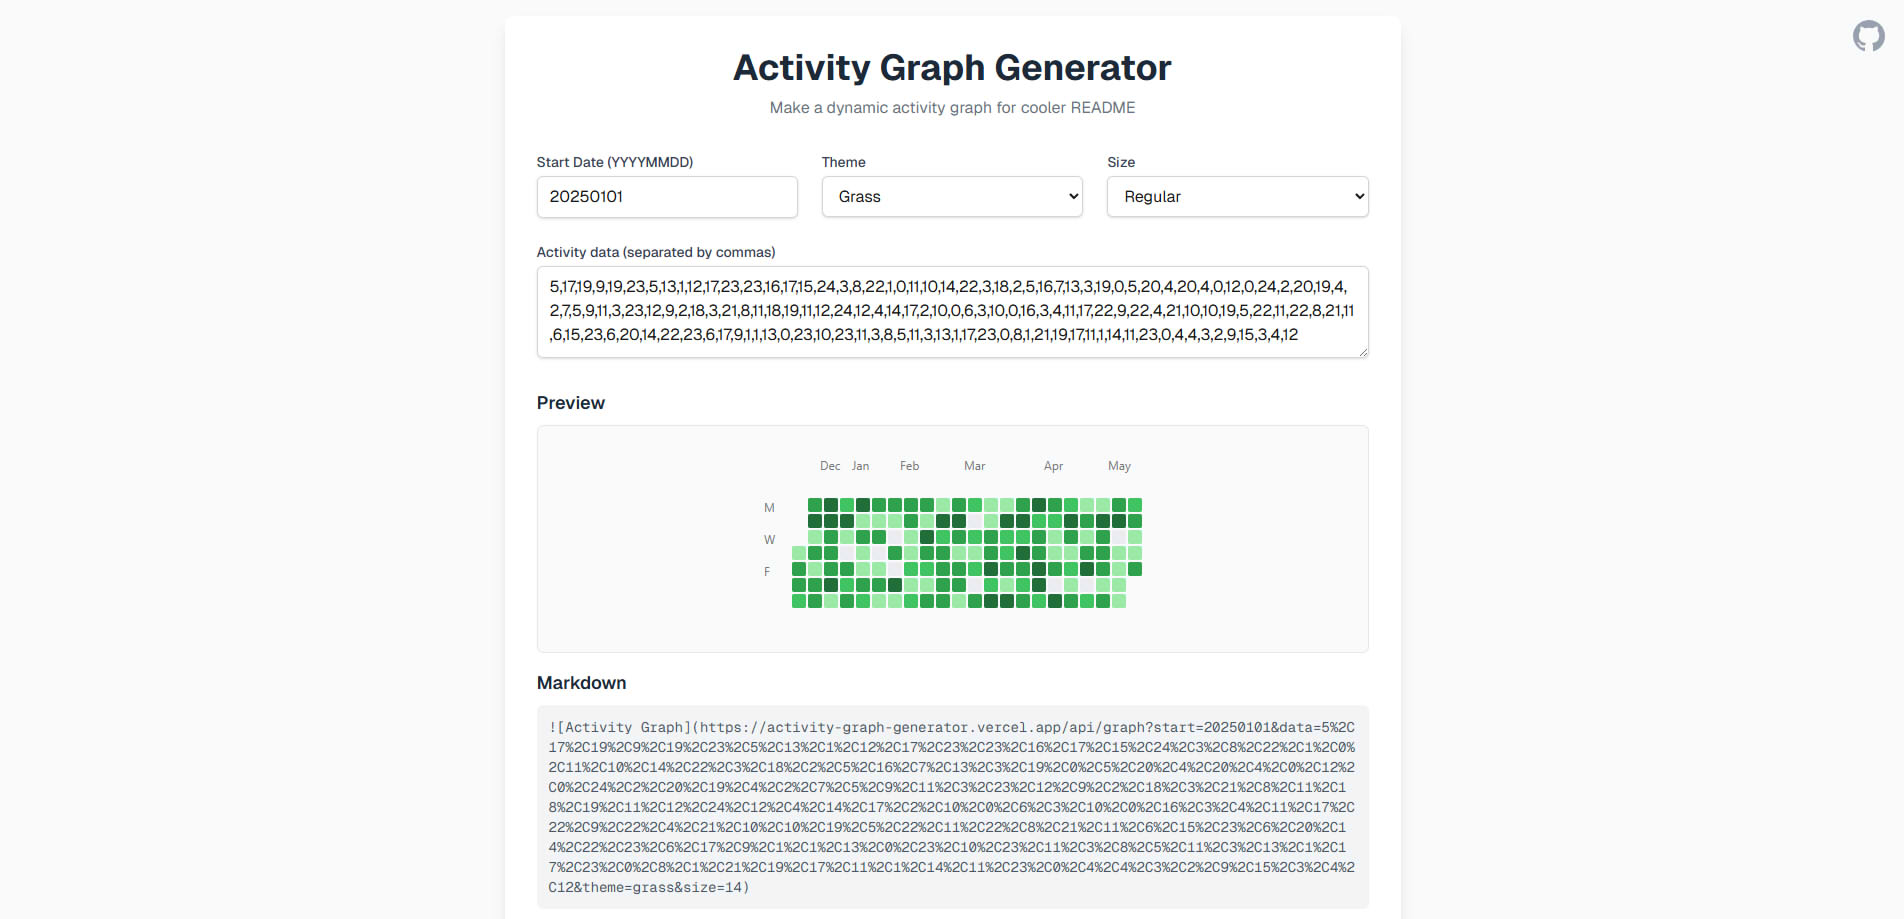 Activity Graph Generator
Make a dynamic activity graph for cooler README
Start Date (YYYYMMDD)
Theme
Size
20250101
Grass
Regular
Activity data (separated by commas)
5,17,19,9,19,23,5,13,1,12,17,23,23,16,17,15,24,3,8,22,1,0,11,10,14,22,3,18,2,5,16,7,13,3,19,0,5,20,4,20,4,0,12,0,24,2,20,19,4,
2,7,5,9,11,3,23,12,9,2,18,3,21,8,11,18,19,11,12,24,12,4,14,17,2,10,0,6,3,10,0,16,3,4,11,17,22,9,22,4,21,10,10,19,5,22,11,22,8,21,11
,6,15,23,6,20,14,22,23,6,17,9,1,1,13,0,23,10,23,11,3,8,5,11,3,13,1,17,23,0,8,1,21,19,17,11,1,14,11,23,0,4,4,3,2,9,15,3,4,12
Preview
Dec Jan Feb Mar Apr May
M
W
F
Markdown
![Activity Graph](https://activity-graph-generator.vercel.app/api/graph?start=20250101&data=5%2C
17%2C19%2C9%2C19%2C23%2C5%2C13%2C1%2C12%2C17%2C23%2C23%2C16%2C17%2C15%2C24%2C3%2C8%2C22%2C1%2C0%
2C11%2C10%2C14%2C22%2C3%2C18%2C2%2C5%2C16%2C7%2C13%2C3%2C19%2C0%2C5%2C20%2C4%2C20%2C4%2C0%2C12%2
C0%2C24%2C2%2C20%2C19%2C4%2C2%2C7%2C5%2C9%2C11%2C3%2C23%2C12%2C9%2C2%2C18%2C3%2C21%2C8%2C11%2C1
8%2C19%2C11%2C12%2C24%2C12%2C4%2C14%2C17%2C2%2C10%2C0%2C6%2C3%2C10%2C0%2C16%2C3%2C4%2C11%2C17%2C
22%2C9%2C22%2C4%2C21%2C10%2C10%2C19%2C5%2C22%2C11%2C22%2C8%2C21%2C11%2C6%2C15%2C23%2C6%2C20%2C1
4%2C22%2C23%2C6%2C17%2C9%2C1%2C1%2C13%2C0%2C23%2C10%2C23%2C11%2C3%2C8%2C5%2C11%2C3%2C13%2C1%2C1
7%2C23%2C0%2C8%2C1%2C21%2C19%2C17%2C11%2C1%2C14%2C11%2C23%2C0%2C4%2C4%2C3%2C2%2C9%2C15%2C3%2C4%2
C12&theme=grass&size=14)